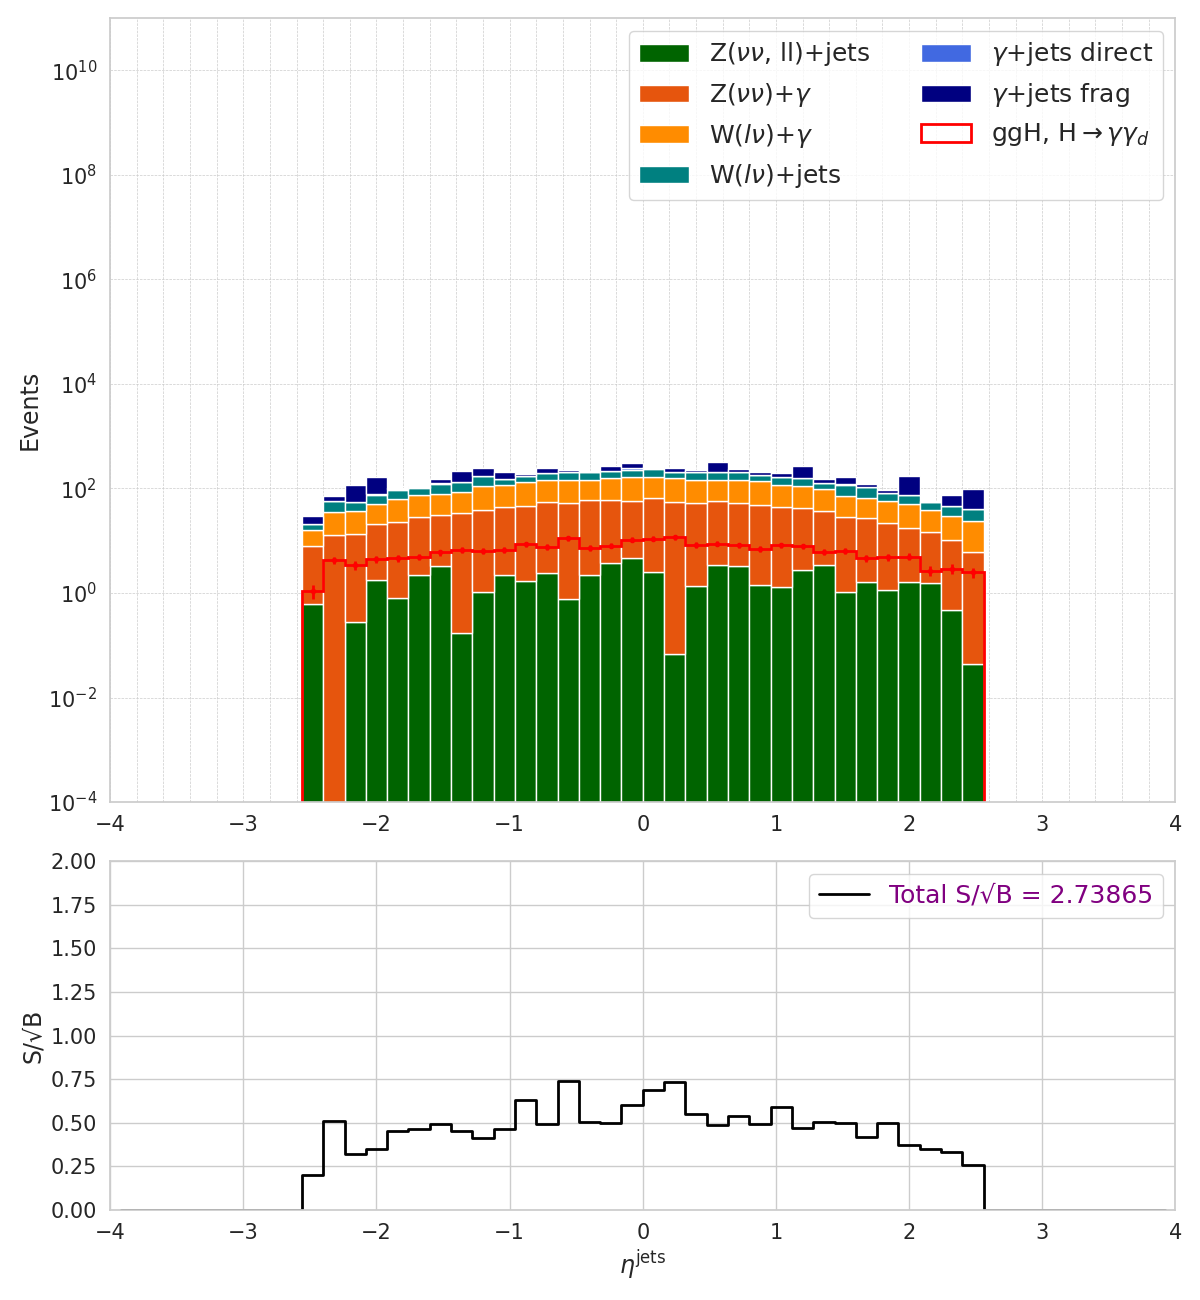 Z(νν, ll)+jets
Z(νν)+γ
W(lν)+γ
W(lν)+jets
γ+jets direct
γ+jets frag
ggH, H→γγ_d
Events
10^10
10^8
10^6
10^4
10^2
10^0
10^−2
10^−4
−4 −3 −2 −1 0 1 2 3 4
Total S/√B = 2.73865
S/√B
2.00
1.75
1.50
1.25
1.00
0.75
0.50
0.25
0.00
−4 −3 −2 −1 0 1 2 3 4
η^jets